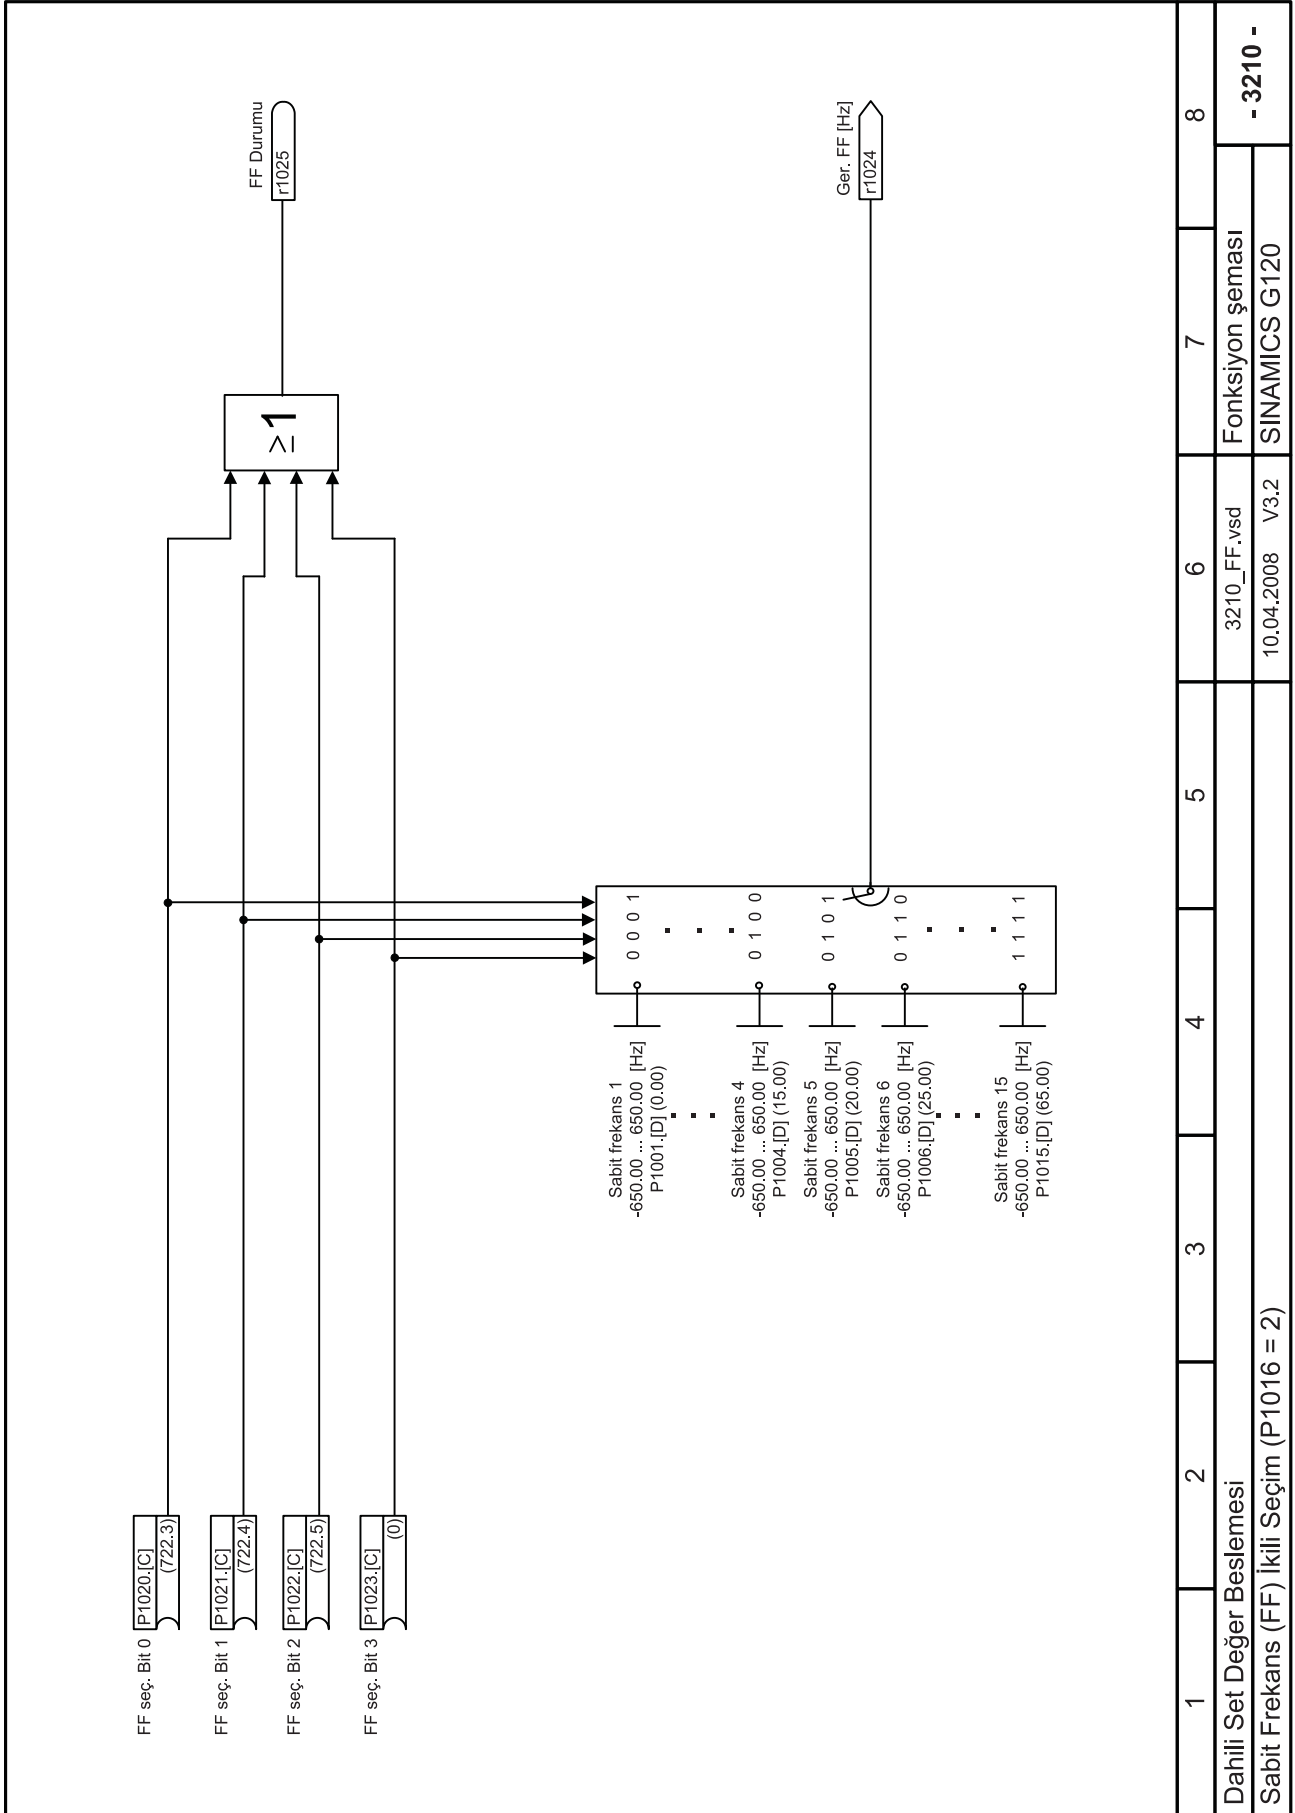 FF seç. Bit 0
P1020.[C]
(722.3)
FF seç. Bit 1
P1021.[C]
(722.4)
FF seç. Bit 2
P1022.[C]
(722.5)
FF seç. Bit 3
P1023.[C]
(0)
≥1
FF Durumu
r1025
Sabit frekans 1
-650.00 ... 650.00 [Hz]
P1001.[D] (0.00)
0 0 0 1
. . .
Sabit frekans 4
-650.00 ... 650.00 [Hz]
P1004.[D] (15.00)
0 1 0 0
Sabit frekans 5
-650.00 ... 650.00 [Hz]
P1005.[D] (20.00)
0 1 0 1
Sabit frekans 6
-650.00 ... 650.00 [Hz]
P1006.[D] (25.00)
0 1 1 0
. . .
Sabit frekans 15
-650.00 ... 650.00 [Hz]
P1015.[D] (65.00)
1 1 1 1
Ger. FF [Hz]
r1024
1 2 3 4 5 6 7 8
Dahili Set Değer Beslemesi
3210_FF.vsd
Fonksiyon şeması
- 3210 -
Sabit Frekans (FF) İkili Seçim (P1016 = 2)
10.04.2008 V3.2
SINAMICS G120